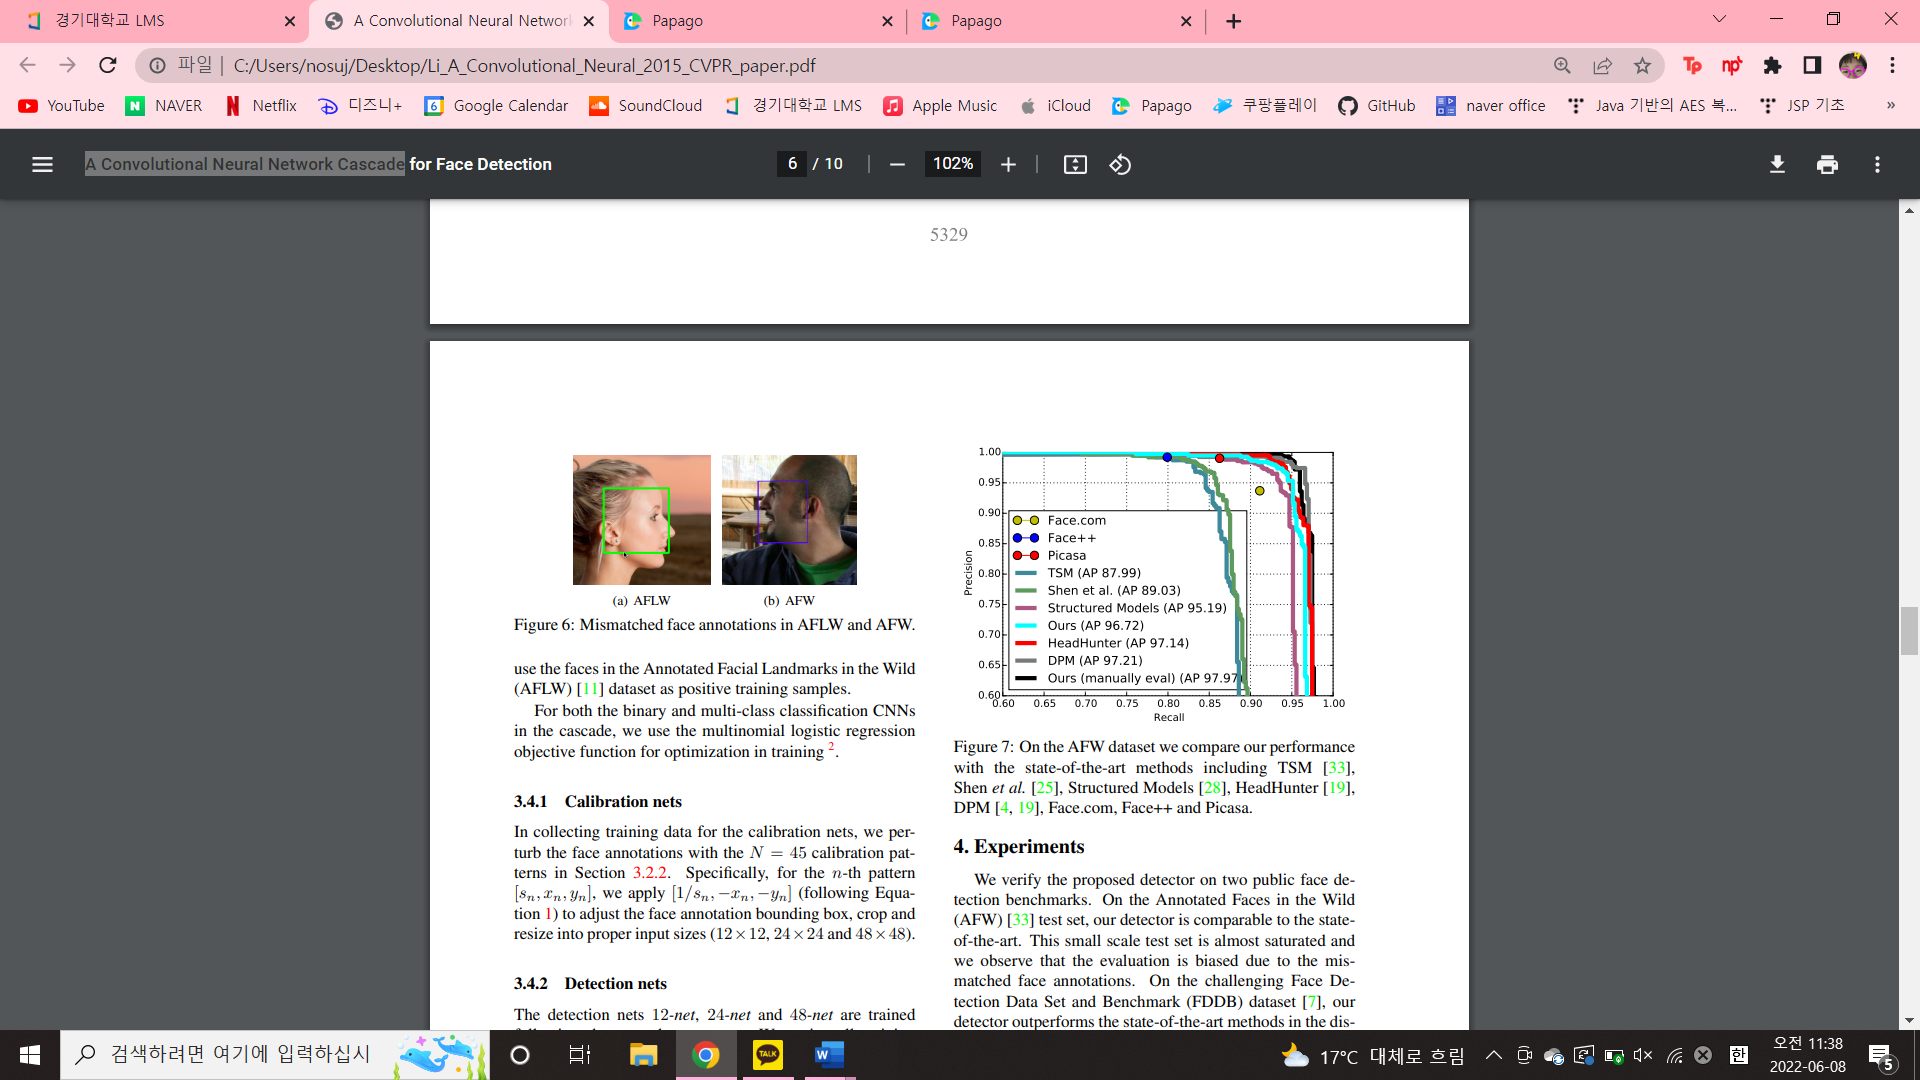 경기대학교 LMS
A Convolutional Neural Network
Papago
Papago
파일
C:/Users/nosuj/Desktop/Li_A_Convolutional_Neural_2015_CVPR_paper.pdf
YouTube
NAVER
Netflix
디즈니+
Google Calendar
SoundCloud
경기대학교 LMS
Apple Music
iCloud
Papago
쿠팡플레이
GitHub
naver office
Java 기반의 AES 복...
JSP 기초
»
A Convolutional Neural Network Cascade for Face Detection
6 / 10
102%
5329
(a) AFLW
(b) AFW
Figure 6: Mismatched face annotations in AFLW and AFW.
use the faces in the Annotated Facial Landmarks in the Wild
(AFLW) [11] dataset as positive training samples.
For both the binary and multi-class classification CNNs
in the cascade, we use the multinomial logistic regression
objective function for optimization in training 2.
3.4.1 Calibration nets
In collecting training data for the calibration nets, we per-
turb the face annotations with the N = 45 calibration pat-
terns in Section 3.2.2. Specifically, for the n-th pattern
[sn, xn, yn], we apply [1/sn, −xn, −yn] (following Equa-
tion 1) to adjust the face annotation bounding box, crop and
resize into proper input sizes (12×12, 24×24 and 48×48).
3.4.2 Detection nets
The detection nets 12-net, 24-net and 48-net are trained
1.00
0.95
0.90
0.85
0.80
0.75
0.70
0.65
0.60
Precision
Face.com
Face++
Picasa
TSM (AP 87.99)
Shen et al. (AP 89.03)
Structured Models (AP 95.19)
Ours (AP 96.72)
HeadHunter (AP 97.14)
DPM (AP 97.21)
Ours (manually eval) (AP 97.97)
0.60 0.65 0.70 0.75 0.80 0.85 0.90 0.95 1.00
Recall
Figure 7: On the AFW dataset we compare our performance
with the state-of-the-art methods including TSM [33],
Shen et al. [25], Structured Models [28], HeadHunter [19],
DPM [4, 19], Face.com, Face++ and Picasa.
4. Experiments
We verify the proposed detector on two public face de-
tection benchmarks. On the Annotated Faces in the Wild
(AFW) [33] test set, our detector is comparable to the state-
of-the-art. This small scale test set is almost saturated and
we observe that the evaluation is biased due to the mis-
matched face annotations. On the challenging Face De-
tection Data Set and Benchmark (FDDB) dataset [7], our
detector outperforms the state-of-the-art methods in the dis-
검색하려면 여기에 입력하십시
TALK
17°C 대체로 흐림
한
오전 11:38
2022-06-08
5